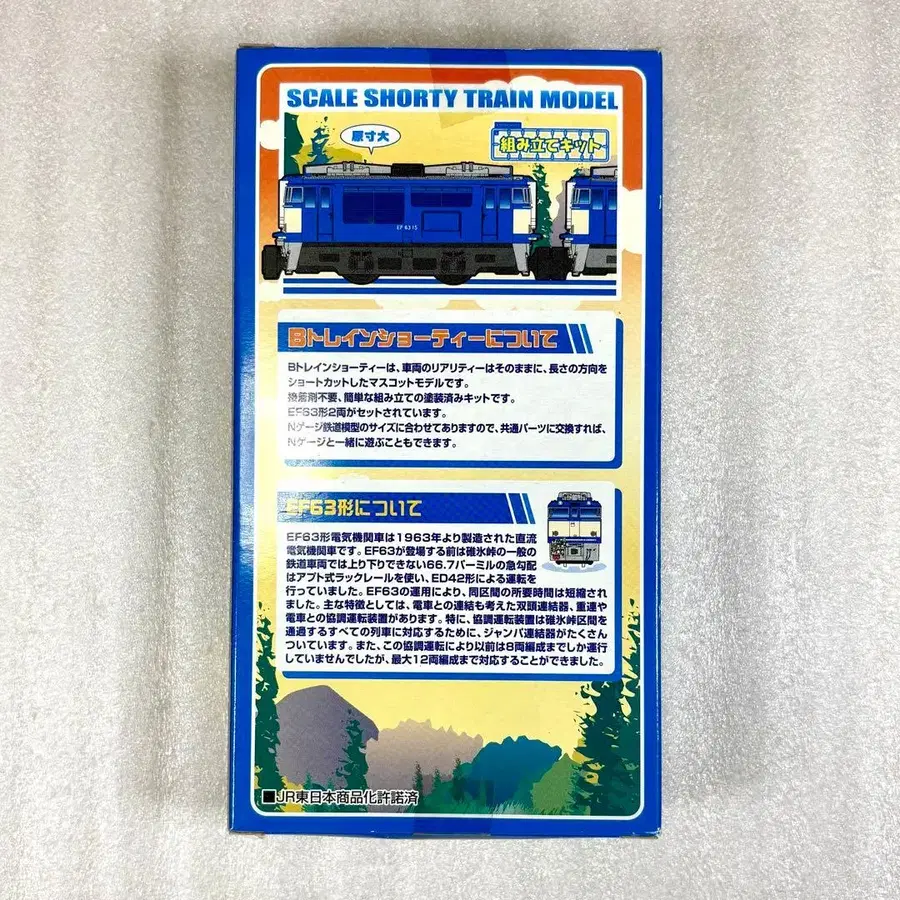 SCALE SHORTY TRAIN MODEL
原寸大
組み立てキット
EF 63 15
Bトレインショーティーについて
Bトレインショーティーは、車両のリアリティーはそのままに、長さの方向を
ショートカットしたマスコットモデルです。
接着剤不要、簡単な組み立ての塗装済みキットです。
EF63形2両がセットされています。
Nゲージ鉄道模型のサイズに合わせてありますので、共通パーツに交換すれば、
Nゲージと一緒に遊ぶこともできます。
EF63形について
EF63形電気機関車は1963年より製造された直流
電気機関車です。EF63が登場する前は碓氷峠の一般の
鉄道車両では上り下りできない66.7パーミルの急勾配
はアプト式ラックレールを使い、ED42形による運転を
行っていました。EF63の運用により、同区間の所要時間は短縮され
ました。主な特徴としては、電車との連結も考えた双頭連結器、重連や
電車との協調運転装置があります。特に、協調運転装置は碓氷峠区間を
通過するすべての列車に対応するために、ジャンパ連結器がたくさん
ついています。また、この協調運転により以前は8両編成までしか運行
していませんでしたが、最大12両編成まで対応することができました。
■JR東日本商品化許諾済